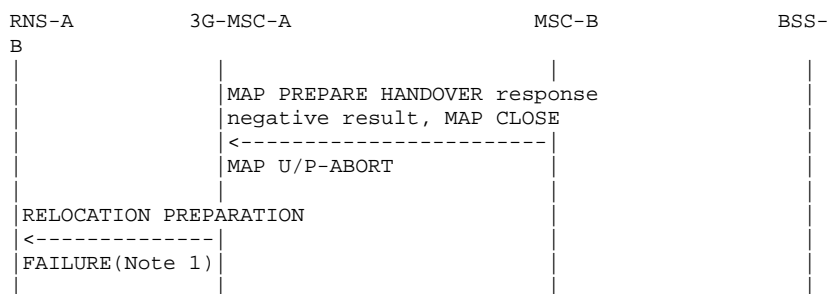 RNS-A 3G-MSC-A MSC-B BSS-
B
MAP PREPARE HANDOVER response
negative result, MAP CLOSE
MAP U/P-ABORT
RELOCATION PREPARATION
FAILURE(Note 1)